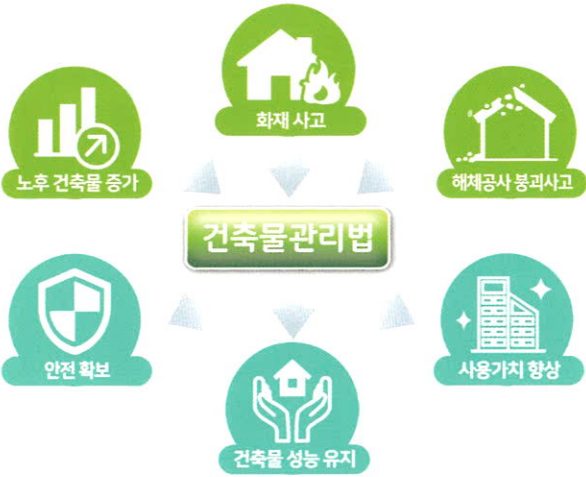 화재 사고
노후 건축물 증가
해체공사 붕괴사고
건축물관리법
안전 확보
사용가치 향상
건축물 성능 유지